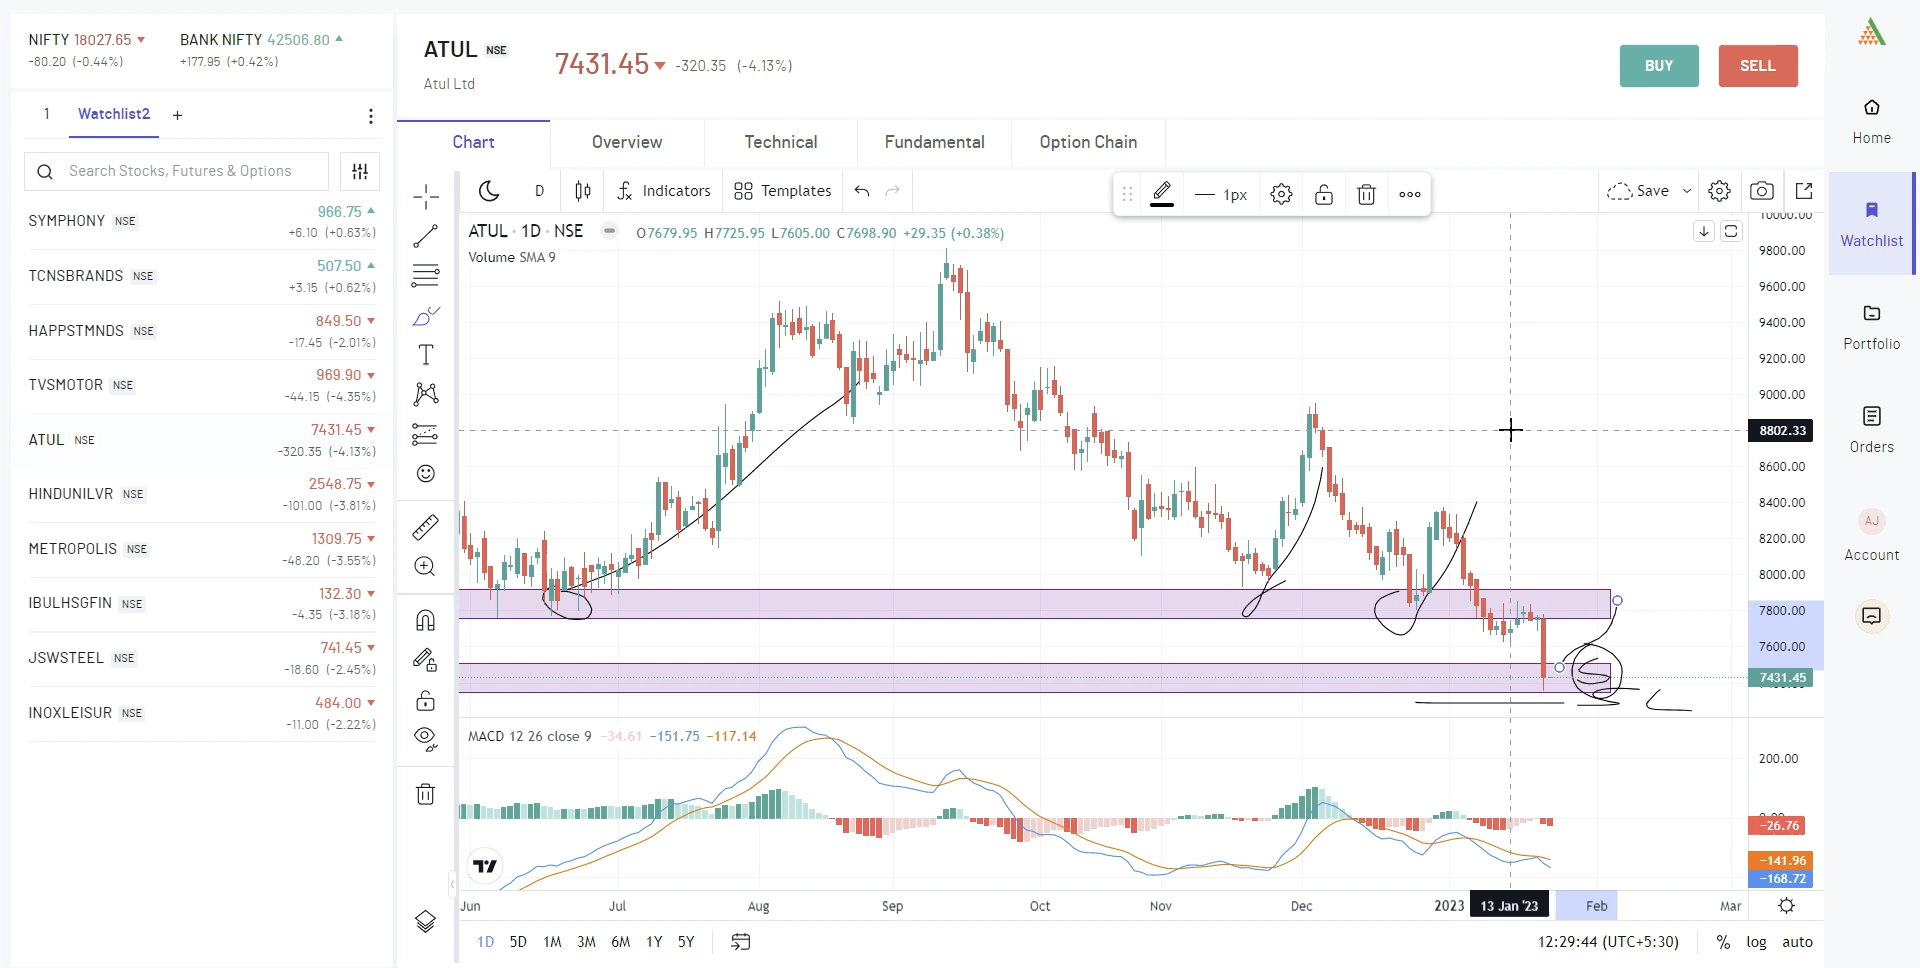 NIFTY 18027.65
-80.20 (-0.44%)
BANK NIFTY 42506.80
+177.95 (+0.42%)
1 Watchlist2 +
Search Stocks, Futures & Options
SYMPHONY NSE 966.75
+6.10 (+0.63%)
TCNSBRANDS NSE 507.50
+3.15 (+0.62%)
HAPPSTMNDS NSE 849.50
-17.45 (-2.01%)
TVSMOTOR NSE 969.90
-44.15 (-4.35%)
ATUL NSE 7431.45
-320.35 (-4.13%)
HINDUNILVR NSE 2548.75
-101.00 (-3.81%)
METROPOLIS NSE 1309.75
-48.20 (-3.55%)
IBULHSGFIN NSE 132.30
-4.35 (-3.18%)
JSWSTEEL NSE 741.45
-18.60 (-2.45%)
INOXLEISUR NSE 484.00
-11.00 (-2.22%)
ATUL NSE
Atul Ltd
7431.45 -320.35 (-4.13%)
BUY SELL
Chart Overview Technical Fundamental Option Chain
D Indicators Templates 1px Save
ATUL · 1D · NSE O7679.95 H7725.95 L7605.00 C7698.90 +29.35 (+0.38%)
Volume SMA 9
10000.00
9800.00
9600.00
9400.00
9200.00
9000.00
8802.33
8600.00
8400.00
8200.00
8000.00
7800.00
7600.00
7431.45
S
MACD 12 26 close 9 −34.61 −151.75 −117.14
200.00
−26.76
−141.96
−168.72
Jun Jul Aug Sep Oct Nov Dec 2023 13 Jan '23 Feb Mar
1D 5D 1M 3M 6M 1Y 5Y
12:29:44 (UTC+5:30) % log auto
Home
Watchlist
Portfolio
Orders
AJ
Account